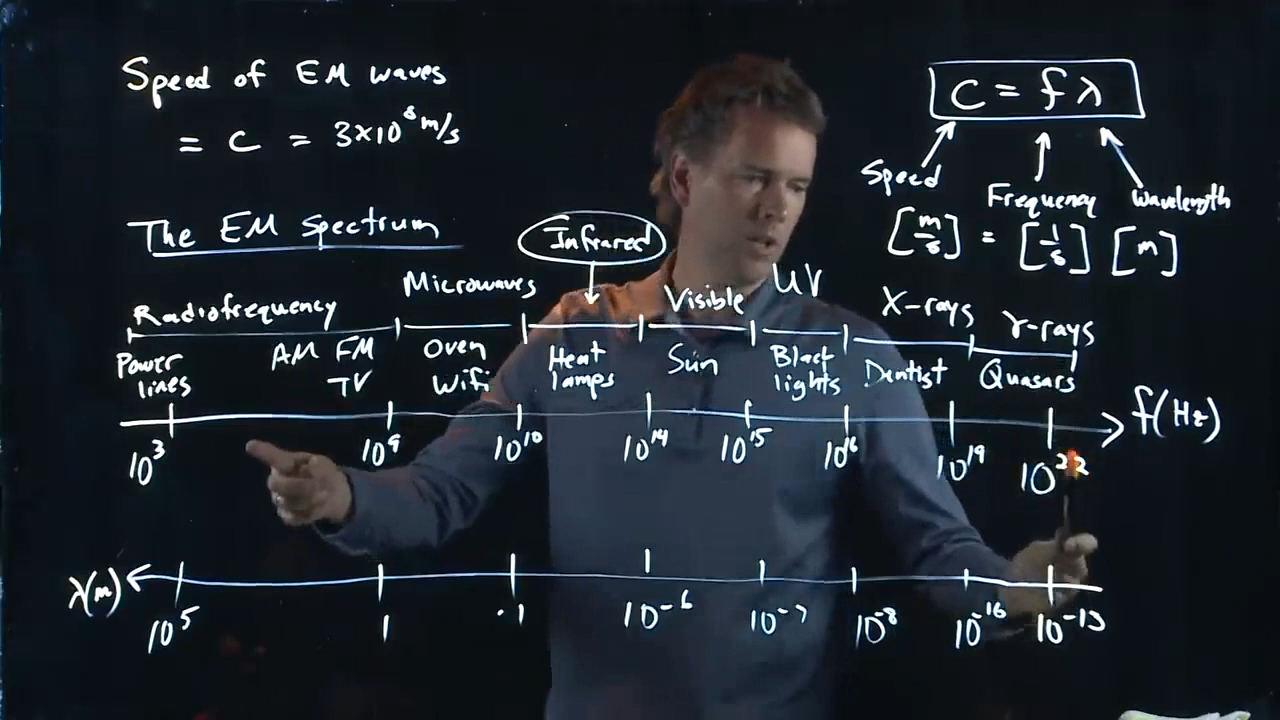 Speed of EM waves
= c = 3×10⁸ m/s
c = fλ
Speed
Frequency
Wavelength
[m/s] = [1/s] [m]
The EM Spectrum
Infrared
Microwaves
Visible
UV
X-rays
γ-rays
Radiofrequency
Power lines
AM FM
TV
Oven
Wifi
Heat
lamps
Sun
Black
lights
Dentist
Quasars
f(Hz)
10³ 10⁹ 10¹⁰ 10¹⁴ 10¹⁵ 10¹⁶ 10¹⁹ 10²²
λ(m)
10⁵ 1 .1 10⁻⁶ 10⁻⁷ 10⁻⁸ 10⁻¹⁰ 10⁻¹³